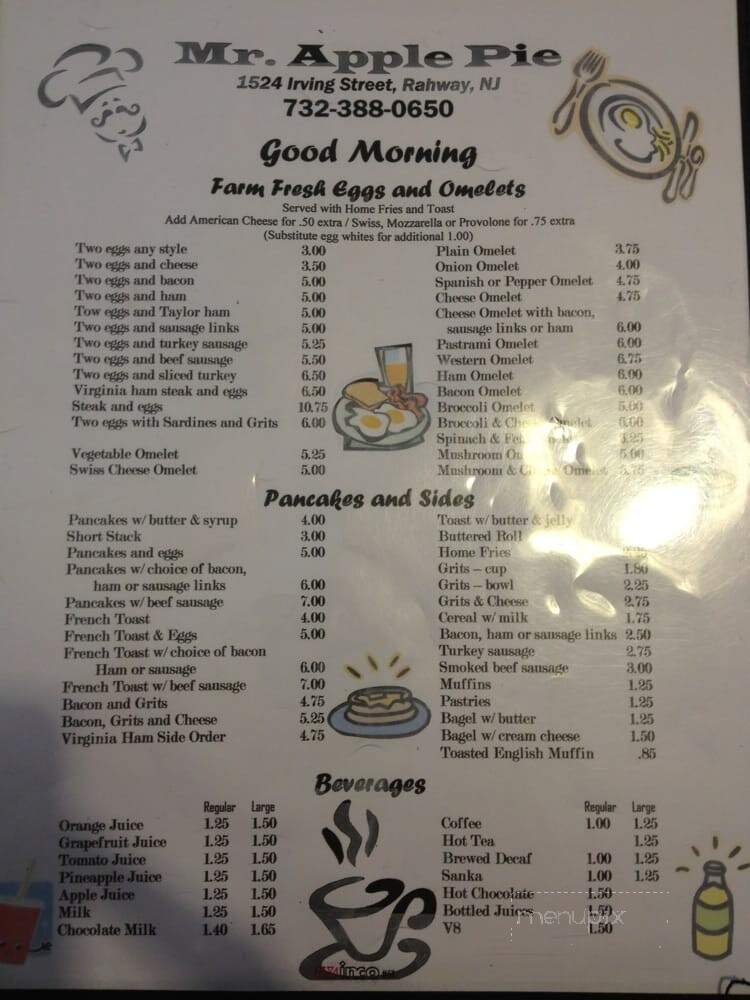 Mr. Apple Pie
1524 Irving Street, Rahway, NJ
732-388-0650
Good Morning
Farm Fresh Eggs and Omelets
Served with Home Fries and Toast
Add American Cheese for .50 extra / Swiss, Mozzarella or Provolone for .75 extra
(Substitute egg whites for additional 1.00)
Two eggs any style 3.00
Two eggs and cheese 3.50
Two eggs and bacon 5.00
Two eggs and ham 5.00
Tow eggs and Taylor ham 5.00
Two eggs and sausage links 5.00
Two eggs and turkey sausage 5.25
Two eggs and beef sausage 5.50
Two eggs and sliced turkey 6.50
Virginia ham steak and eggs 6.50
Steak and eggs 10.75
Two eggs with Sardines and Grits 6.00
Vegetable Omelet 5.25
Swiss Cheese Omelet 5.00
Plain Omelet 3.75
Onion Omelet 4.00
Spanish or Pepper Omelet 4.75
Cheese Omelet 4.75
Cheese Omelet with bacon,
sausage links or ham 6.00
Pastrami Omelet 6.00
Western Omelet 6.75
Ham Omelet 6.00
Bacon Omelet 6.00
Broccoli Omelet 5.00
Broccoli & Omelet 6.00
Spinach &
Mushroom 5.00
Mushroom & 5.75
Pancakes and Sides
Pancakes w/ butter & syrup 4.00
Short Stack 3.00
Pancakes and eggs 5.00
Pancakes w/ choice of bacon,
ham or sausage links 6.00
Pancakes w/ beef sausage 7.00
French Toast 4.00
French Toast & Eggs 5.00
French Toast w/ choice of bacon
Ham or sausage 6.00
French Toast w/ beef sausage 7.00
Bacon and Grits 4.75
Bacon, Grits and Cheese 5.25
Virginia Ham Side Order 4.75
Toast w/ butter & jelly
Buttered Roll
Home Fries
Grits – cup 1.80
Grits – bowl 2.25
Grits & Cheese 2.75
Cereal w/ milk 1.75
Bacon, ham or sausage links 2.50
Turkey sausage 2.75
Smoked beef sausage 3.00
Muffins 1.25
Pastries 1.25
Bagel w/ butter 1.25
Bagel w/ cream cheese 1.50
Toasted English Muffin .85
Beverages
Regular Large
Orange Juice 1.25 1.50
Grapefruit Juice 1.25 1.50
Tomato Juice 1.25 1.50
Pineapple Juice 1.25 1.50
Apple Juice 1.25 1.50
Milk 1.25 1.50
Chocolate Milk 1.40 1.65
Regular Large
Coffee 1.00 1.25
Hot Tea 1.25
Brewed Decaf 1.00 1.25
Sanka 1.00 1.25
Hot Chocolate 1.50
Bottled Juices 1.50
V8 1.50
menupix